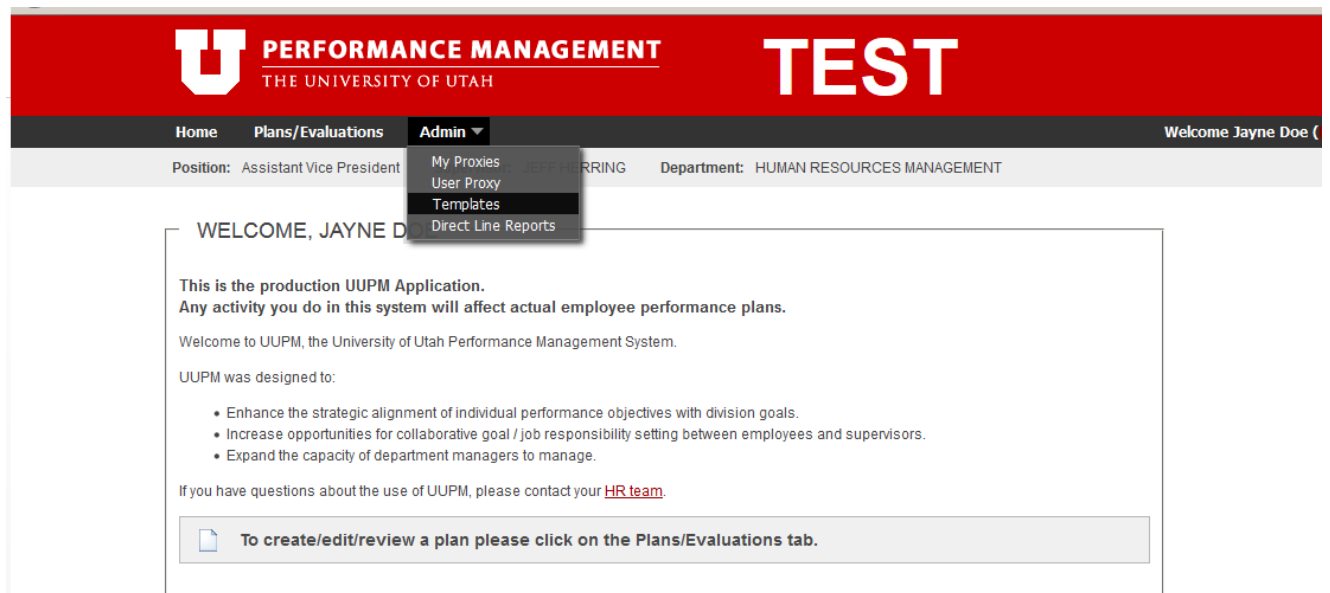 U
PERFORMANCE MANAGEMENT
THE UNIVERSITY OF UTAH
TEST
Home Plans/Evaluations Admin Welcome Jayne Doe (
Position: Assistant Vice President JEFF HERRING Department: HUMAN RESOURCES MANAGEMENT
My Proxies
User Proxy
Templates
Direct Line Reports
WELCOME, JAYNE DOE
This is the production UUPM Application.
Any activity you do in this system will affect actual employee performance plans.
Welcome to UUPM, the University of Utah Performance Management System.
UUPM was designed to:
• Enhance the strategic alignment of individual performance objectives with division goals.
• Increase opportunities for collaborative goal / job responsibility setting between employees and supervisors.
• Expand the capacity of department managers to manage.
If you have questions about the use of UUPM, please contact your HR team.
To create/edit/review a plan please click on the Plans/Evaluations tab.